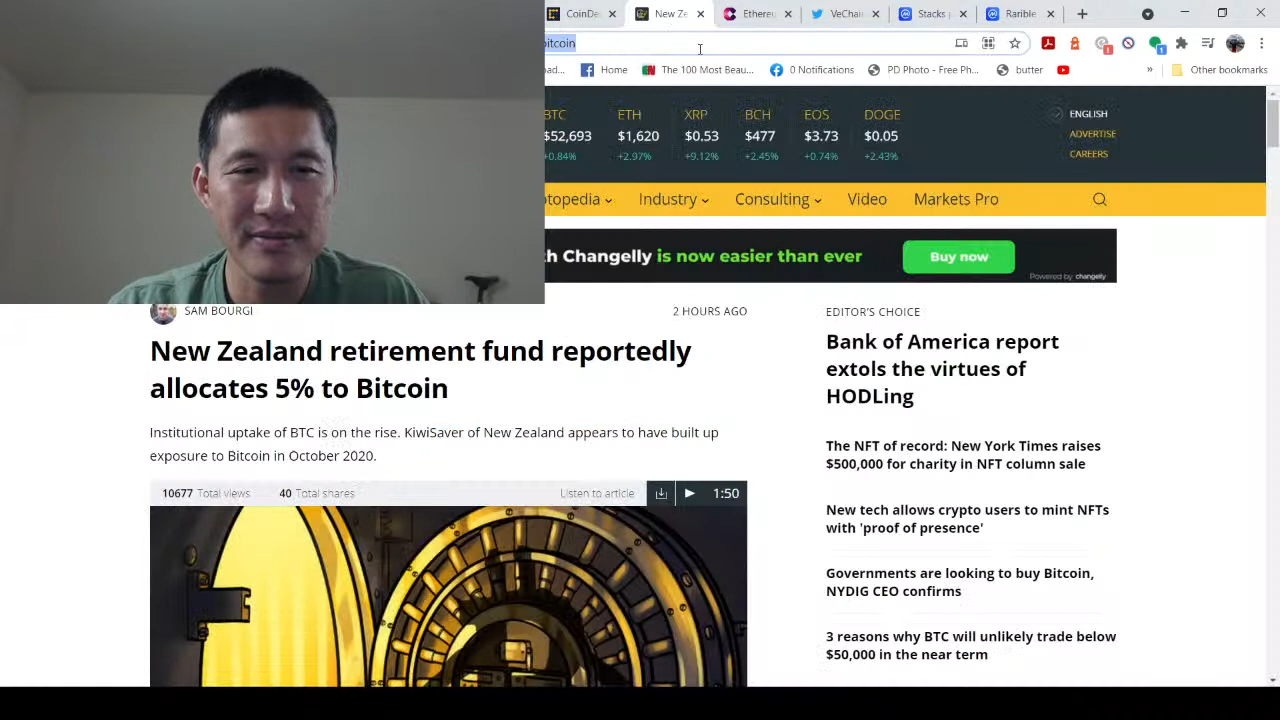 CoinDe
New Ze
Ethereu
VeChain
Stacks p
Rarible
bitcoin
Home
The 100 Most Beau...
0 Notifications
PD Photo - Free Ph...
butter
»
Other bookmarks
BTC
ETH
XRP
BCH
EOS
DOGE
$52,693
$1,620
$0.53
$477
$3.73
$0.05
+0.84%
+2.97%
+9.12%
+2.45%
+0.74%
+2.43%
ENGLISH
ADVERTISE
CAREERS
Industry
Consulting
Video
Markets Pro
Changelly is now easier than ever
Buy now
Powered by changelly
SAM BOURGI
2 HOURS AGO
New Zealand retirement fund reportedly
allocates 5% to Bitcoin
Institutional uptake of BTC is on the rise. KiwiSaver of New Zealand appears to have built up
exposure to Bitcoin in October 2020.
10677 Total views
40 Total shares
Listen to article
1:50
EDITOR'S CHOICE
Bank of America report
extols the virtues of
HODLing
The NFT of record: New York Times raises
$500,000 for charity in NFT column sale
New tech allows crypto users to mint NFTs
with 'proof of presence'
Governments are looking to buy Bitcoin,
NYDIG CEO confirms
3 reasons why BTC will unlikely trade below
$50,000 in the near term